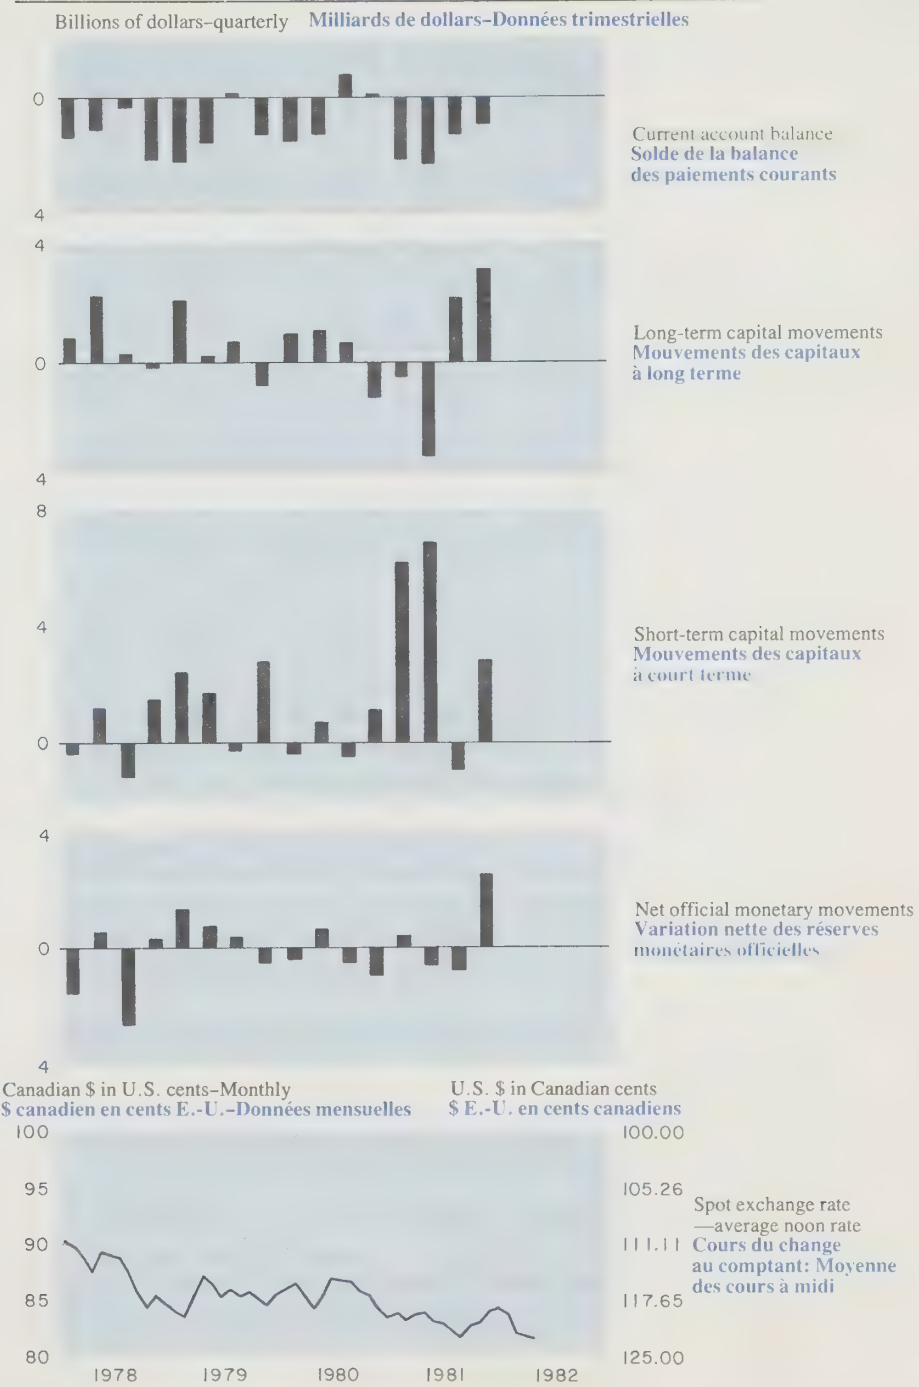 Billions of dollars–quarterly Milliards de dollars–Données trimestrielles
0
4
Current account balance
Solde de la balance
des paiements courants
4
0
4
Long-term capital movements
Mouvements des capitaux
à long terme
8
4
0
Short-term capital movements
Mouvements des capitaux
à court terme
4
0
4
Net official monetary movements
Variation nette des réserves
monétaires officielles
Canadian $ in U.S. cents–Monthly U.S. $ in Canadian cents
$ canadien en cents E.-U.–Données mensuelles $ E.-U. en cents canadiens
100 100.00
95 105.26
90 111.11
85 117.65
80 125.00
Spot exchange rate
—average noon rate
Cours du change
au comptant: Moyenne
des cours à midi
1978 1979 1980 1981 1982